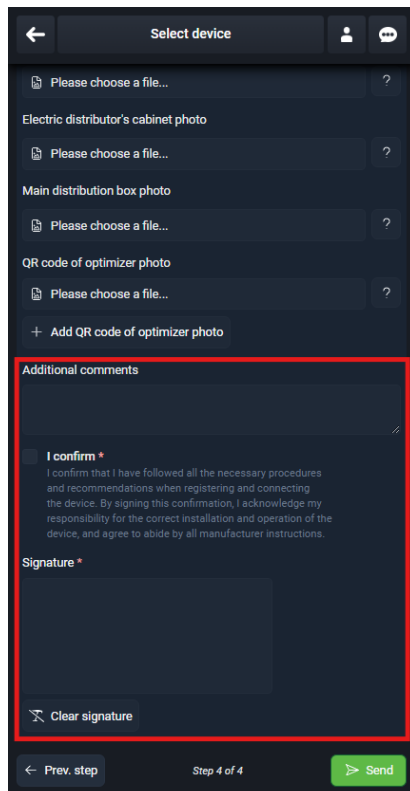 Select device
Please choose a file...
?
Electric distributor's cabinet photo
Please choose a file...
?
Main distribution box photo
Please choose a file...
?
QR code of optimizer photo
Please choose a file...
?
+ Add QR code of optimizer photo
Additional comments
I confirm *
I confirm that I have followed all the necessary procedures
and recommendations when registering and connecting
the device. By signing this confirmation, I acknowledge my
responsibility for the correct installation and operation of the
device, and agree to abide by all manufacturer instructions.
Signature *
Clear signature
← Prev. step
Step 4 of 4
Send